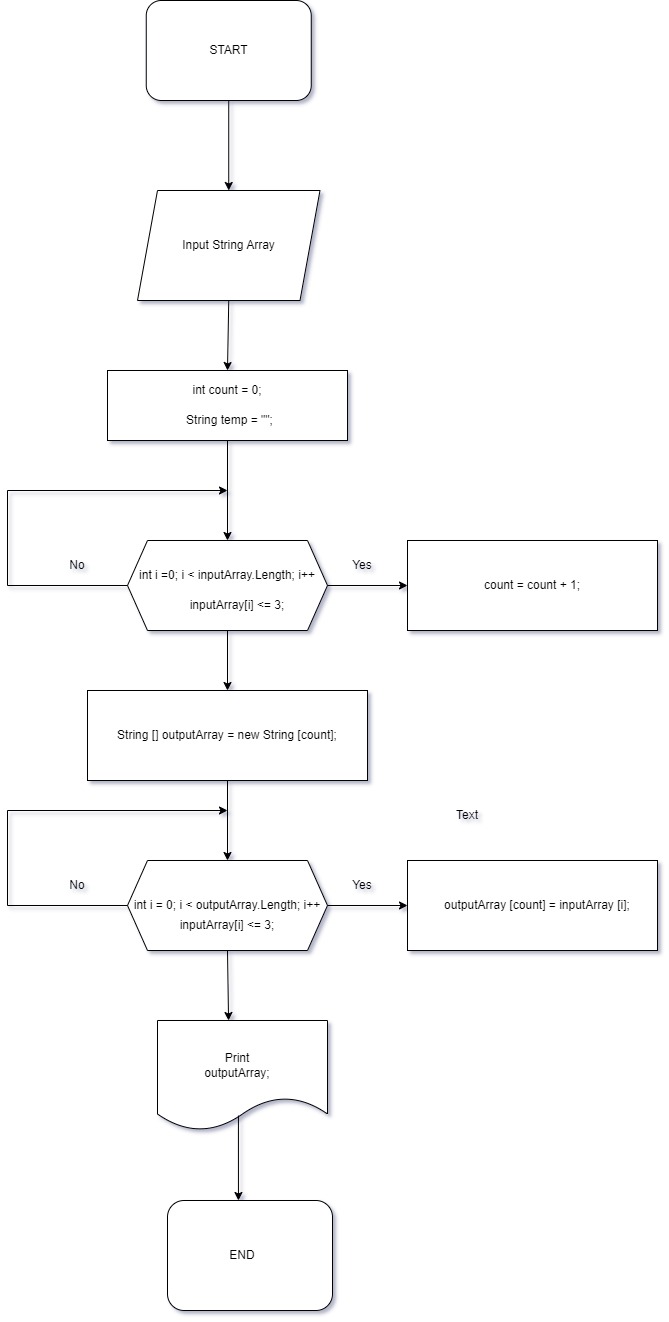 START
Input String Array
int count = 0;
String temp = "";
No
int i =0; i < inputArray.Length; i++
Yes
inputArray[i] <= 3;
count = count + 1;
String [] outputArray = new String [count];
Text
No
Yes
int i = 0; i < outputArray.Length; i++
inputArray[i] <= 3;
outputArray [count] = inputArray [i];
Print
outputArray;
END